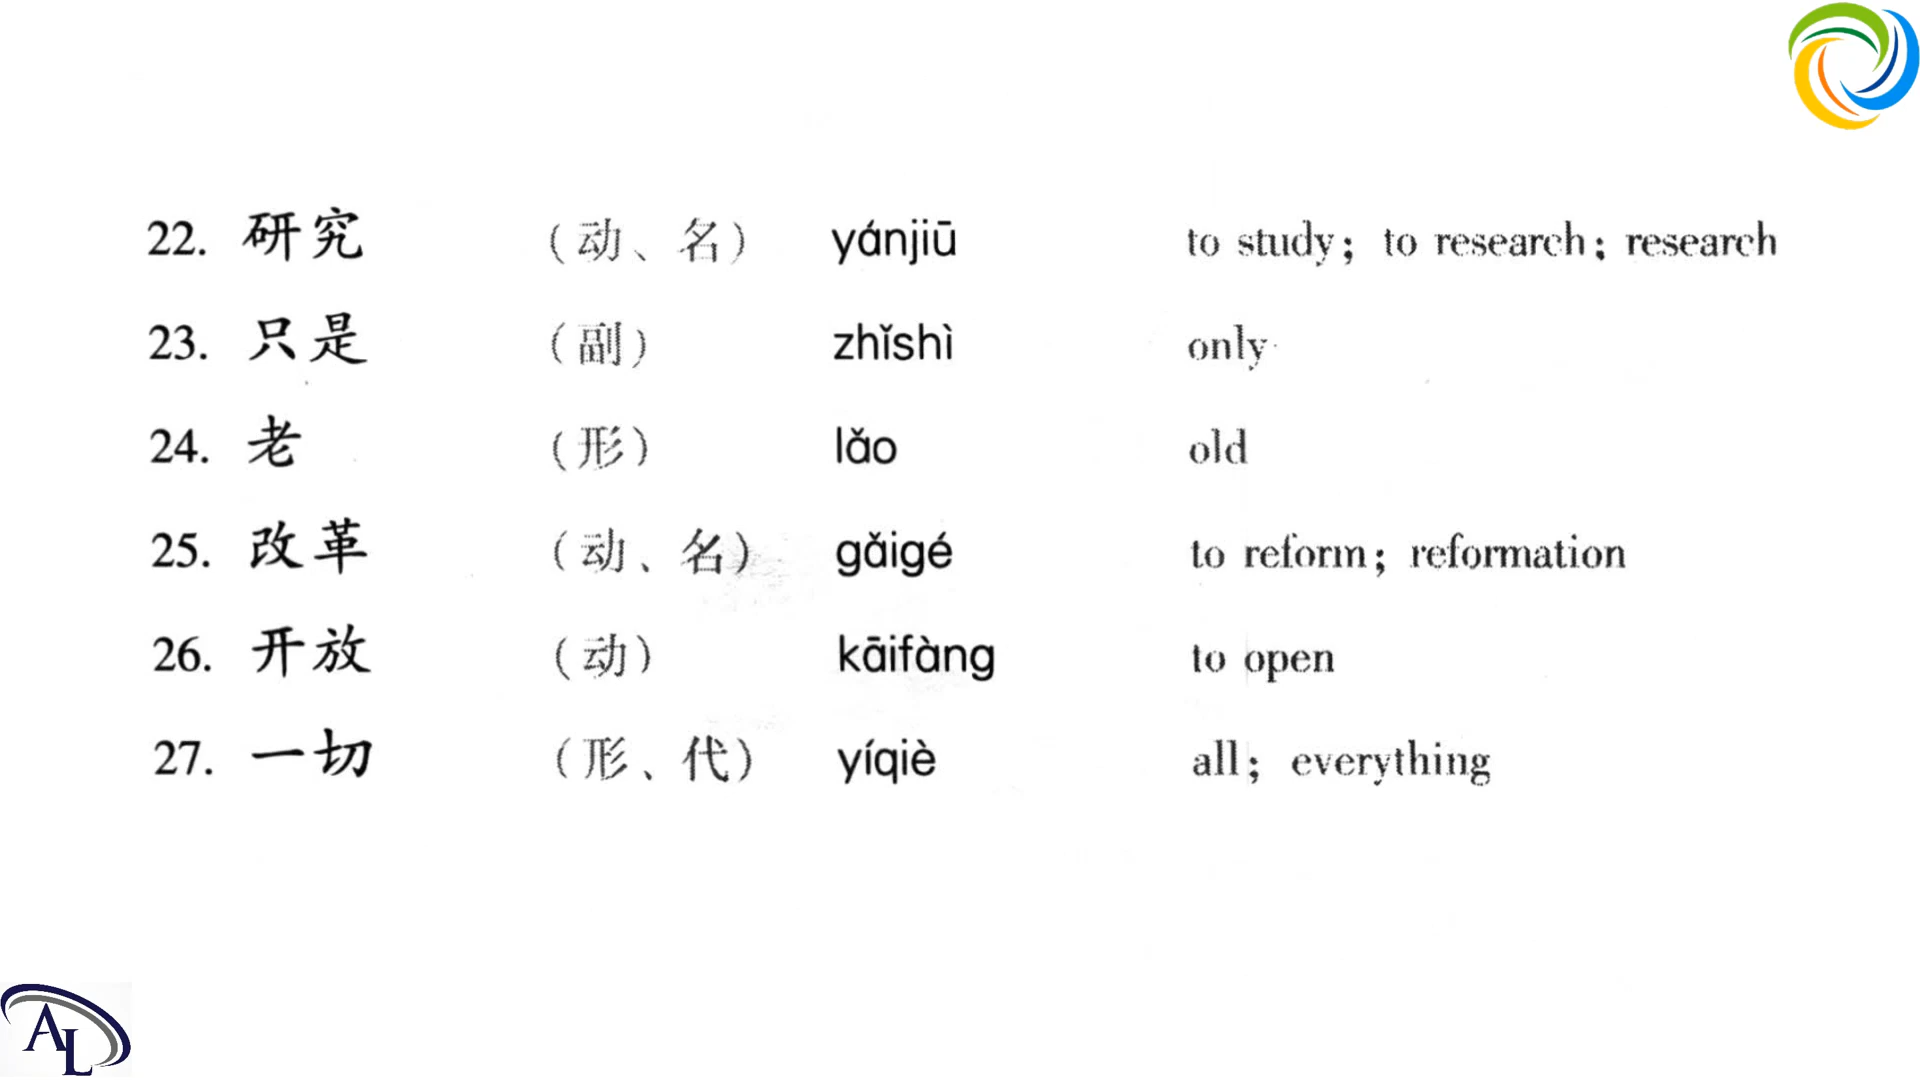 22. 研究 （动、名） yánjiū to study; to research; research
23. 只是 （副） zhǐshì only
24. 老 （形） lǎo old
25. 改革 （动、名） gǎigé to reform; reformation
26. 开放 （动） kāifàng to open
27. 一切 （形、代） yíqiè all; everything
AL